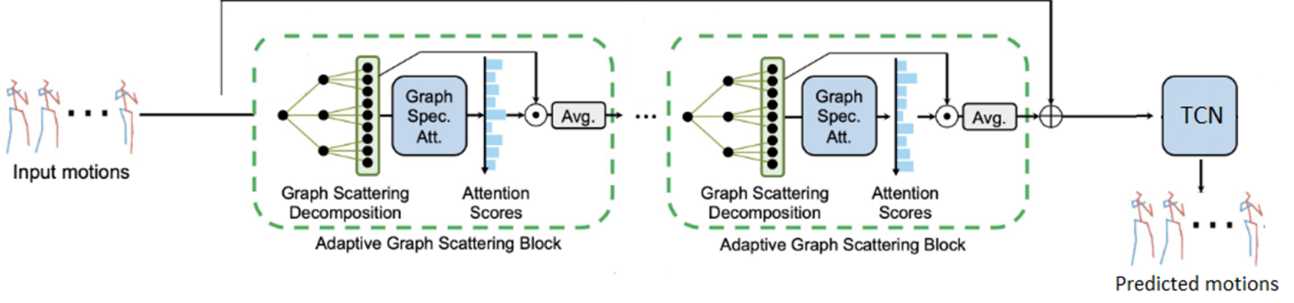 Input motions
Graph
Spec.
Att.
Avg.
Graph Scattering
Decomposition
Attention
Scores
Adaptive Graph Scattering Block
Graph
Spec.
Att.
Avg.
Graph Scattering
Decomposition
Attention
Scores
Adaptive Graph Scattering Block
TCN
Predicted motions